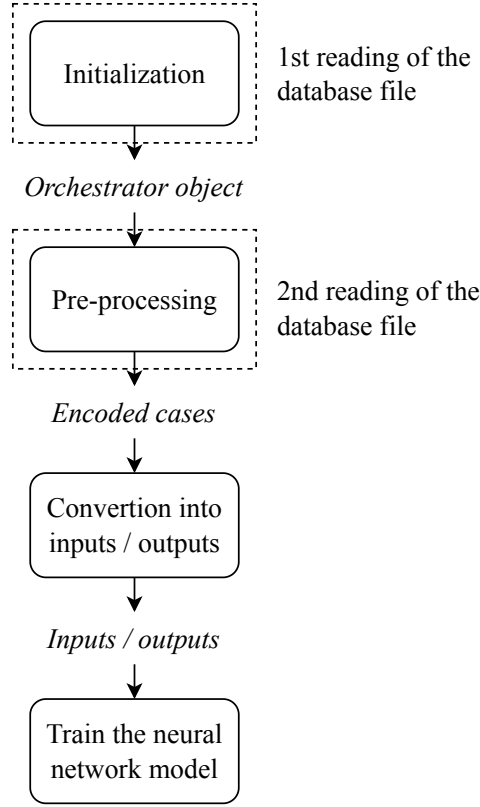 Initialization
1st reading of the
database file
Orchestrator object
Pre-processing
2nd reading of the
database file
Encoded cases
Convertion into
inputs / outputs
Inputs / outputs
Train the neural
network model